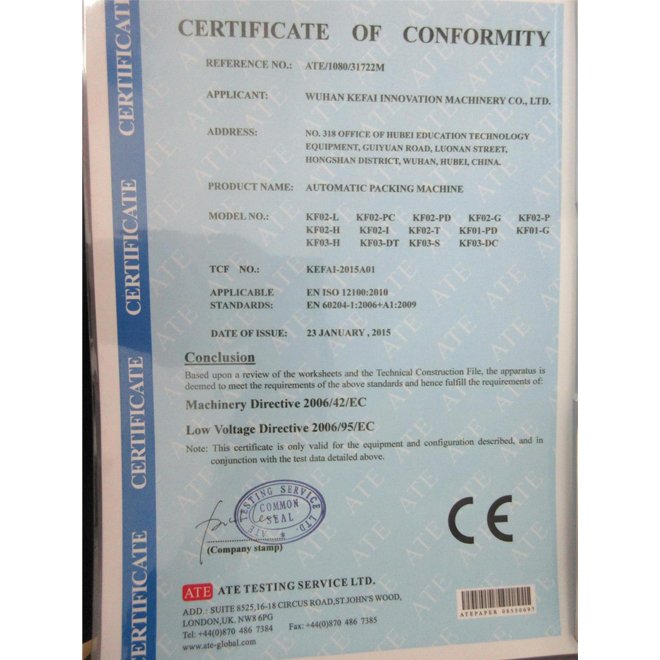 CERTIFICATE OF CONFORMITY
REFERENCE NO.: ATE/1080/31722M
APPLICANT: WUHAN KEFAI INNOVATION MACHINERY CO., LTD.
ADDRESS: NO. 318 OFFICE OF HUBEI EDUCATION TECHNOLOGY
EQUIPMENT, GUIYUAN ROAD, LUONAN STREET,
HONGSHAN DISTRICT, WUHAN, HUBEI, CHINA.
PRODUCT NAME: AUTOMATIC PACKING MACHINE
MODEL NO.: KF02-L KF02-PC KF02-PD KF02-G KF02-P
KF02-H KF02-I KF02-T KF01-PD KF01-G
KF03-H KF03-DT KF03-S KF03-DC
TCF NO.: KEFAI-2015A01
APPLICABLE EN ISO 12100:2010
STANDARDS: EN 60204-1:2006+A1:2009
DATE OF ISSUE: 23 JANUARY , 2015
Conclusion
Based upon a review of the worksheets and the Technical Construction File, the apparatus is
deemed to meet the requirements of the above standards and hence fulfill the requirements of:
Machinery Directive 2006/42/EC
Low Voltage Directive 2006/95/EC
Note: This certificate is only valid for the equipment and configuration described, and in
conjunction with the test data detailed above.
ATE TESTING SERVICE LTD.
COMMON
SEAL
(Company stamp)
CE
ATE ATE TESTING SERVICE LTD.
ADD.: SUITE 8525,16-18 CIRCUS ROAD,ST.JOHN'S WOOD,
LONDON,UK. NW8 6PG
Tel: +44(0)870 486 7384 Fax: +44(0)870 486 7385
www.ate-global.com
ATEPAPER 08550697
CERTIFICATE
CERTIFICATE
CERTIFICATE
CERTIFICATE